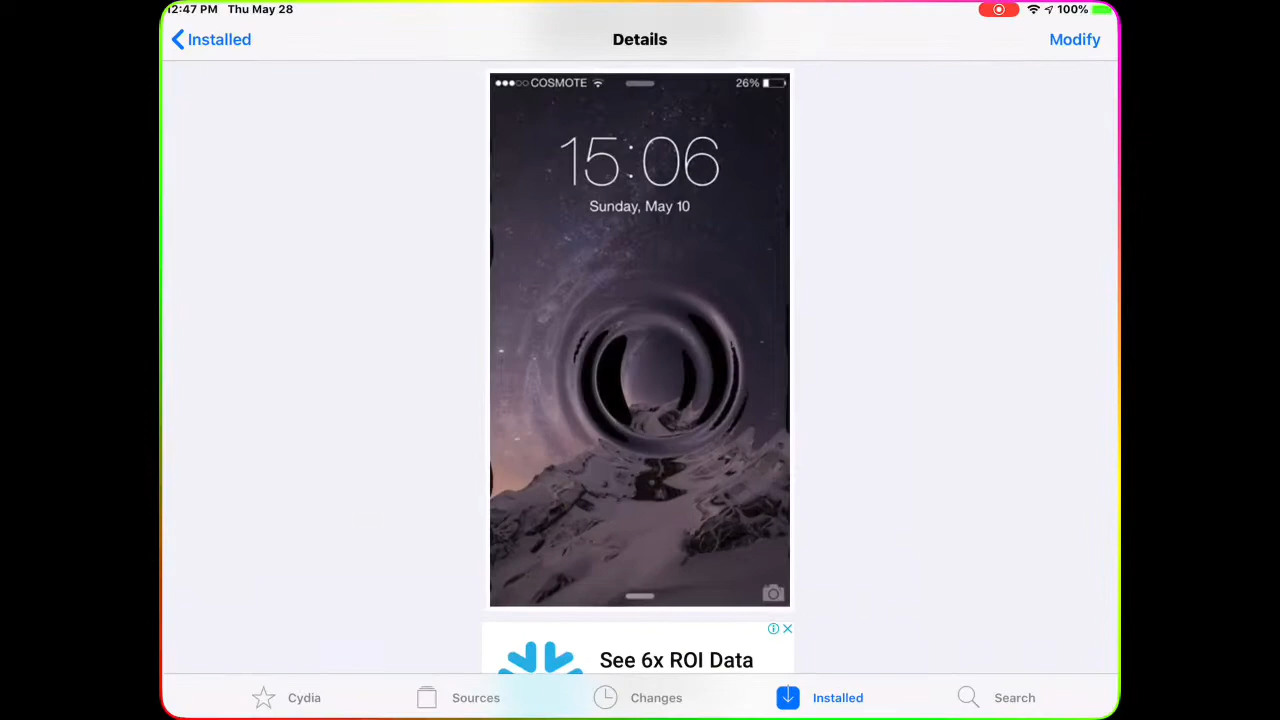 2:47 PM Thu May 28 100%
Installed Details Modify
COSMOTE 26%
15:06
Sunday, May 10
See 6x ROI Data
Cydia Sources Changes Installed Search